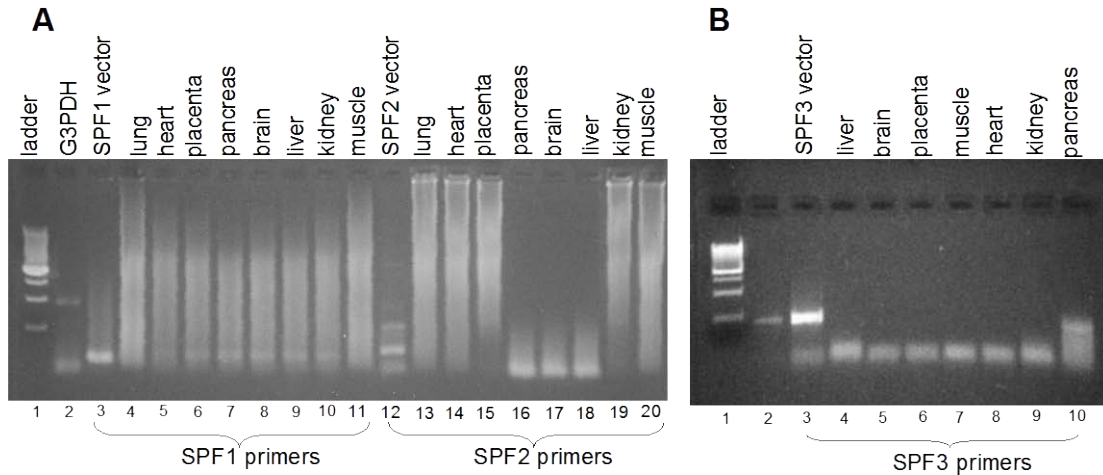 A
B
ladder
G3PDH
SPF1 vector
lung
heart
placenta
pancreas
brain
liver
kidney
muscle
SPF2 vector
lung
heart
placenta
pancreas
brain
liver
kidney
muscle
ladder
SPF3 vector
liver
brain
placenta
muscle
heart
kidney
pancreas
1 2 3 4 5 6 7 8 9 10 11 12 13 14 15 16 17 18 19 20
1 2 3 4 5 6 7 8 9 10
SPF1 primers
SPF2 primers
SPF3 primers